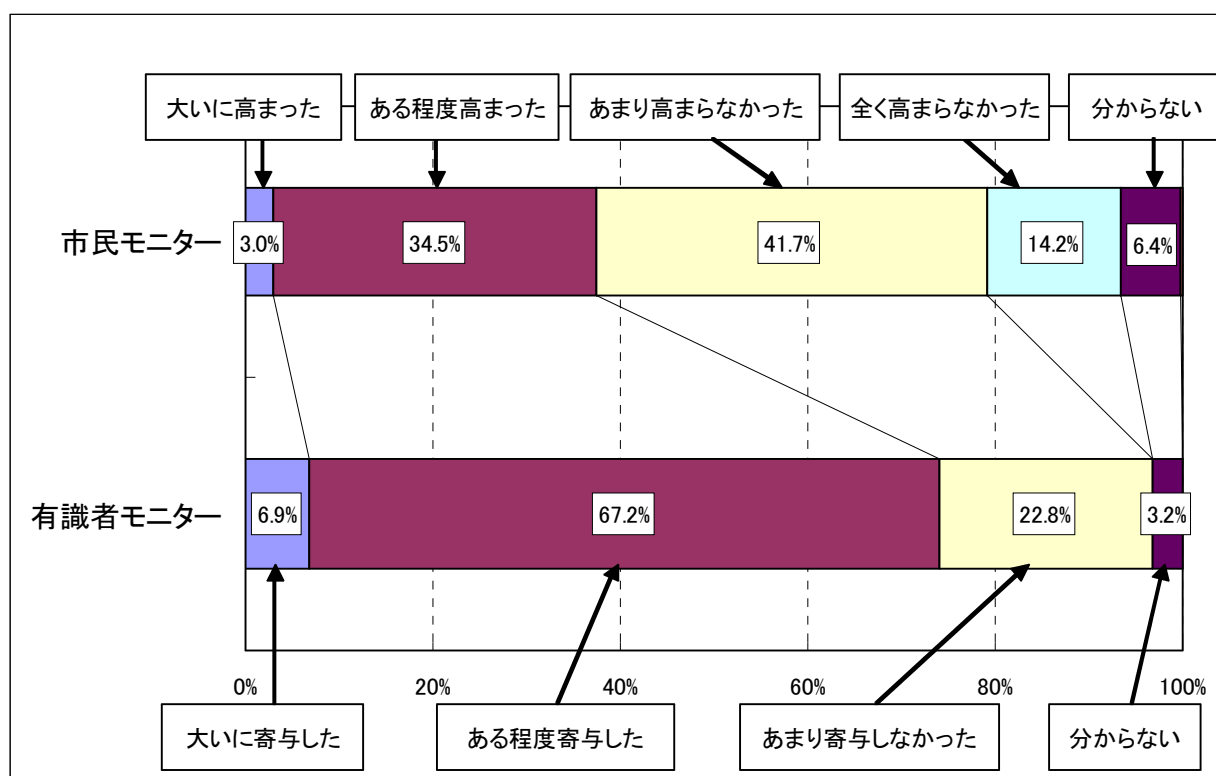 大いに高まった
ある程度高まった
あまり高まらなかった
全く高まらなかった
分からない
市民モニター
3.0%
34.5%
41.7%
14.2%
6.4%
有識者モニター
6.9%
67.2%
22.8%
3.2%
0%
20%
40%
60%
80%
100%
大いに寄与した
ある程度寄与した
あまり寄与しなかった
分からない